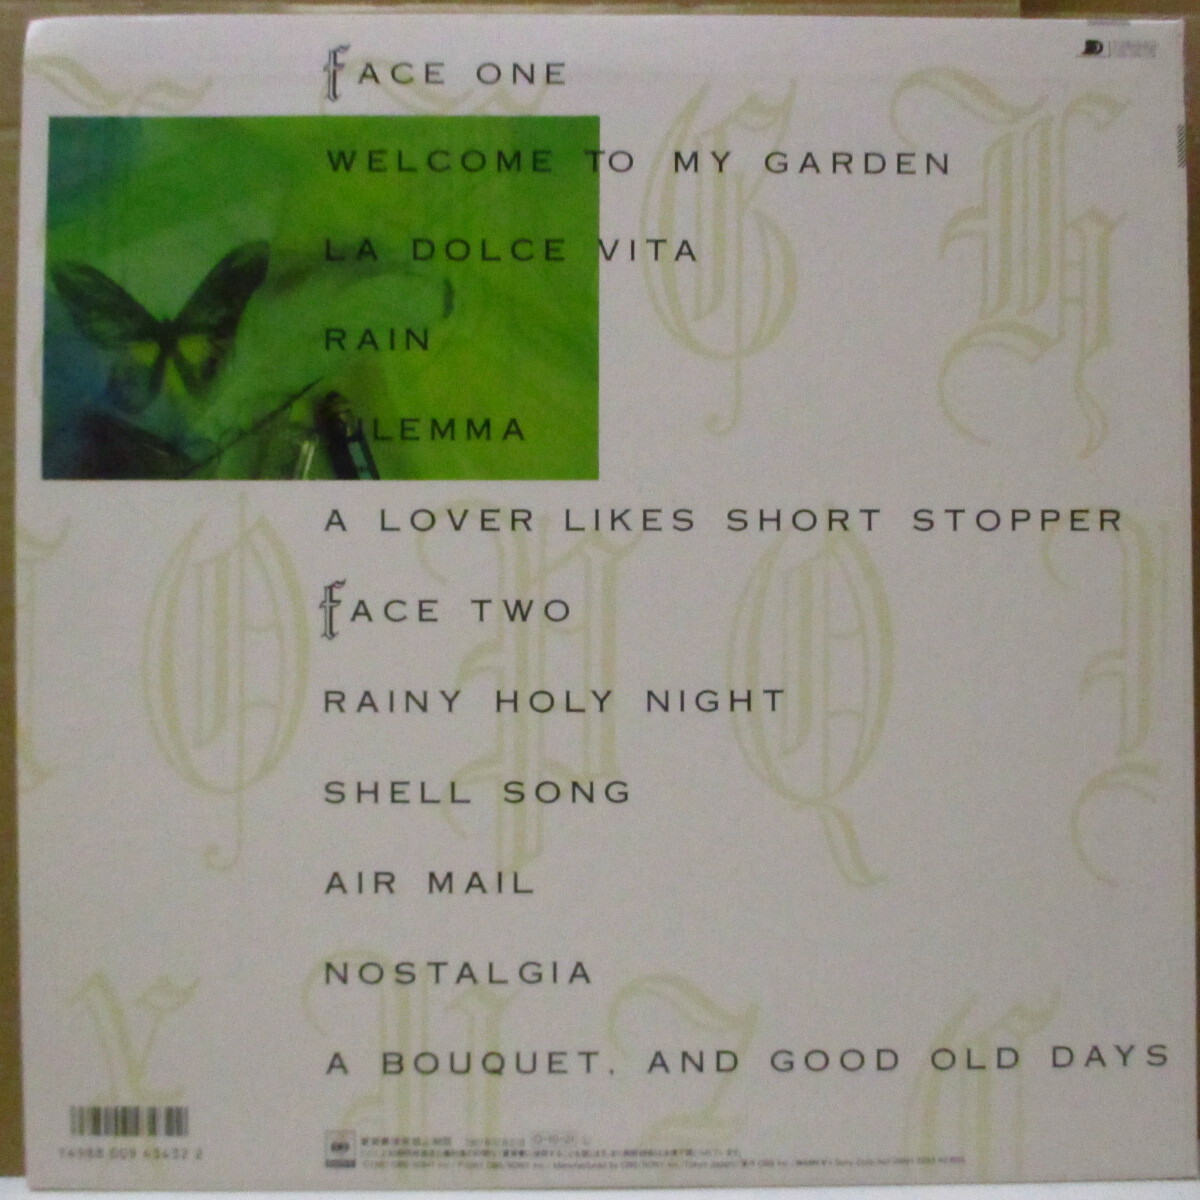 FACE ONE
WELCOME TO MY GARDEN
LA DOLCE VITA
RAIN
DILEMMA
A LOVER LIKES SHORT STOPPER
FACE TWO
RAINY HOLY NIGHT
SHELL SONG
AIR MAIL
NOSTALGIA
A BOUQUET, AND GOOD OLD DAYS